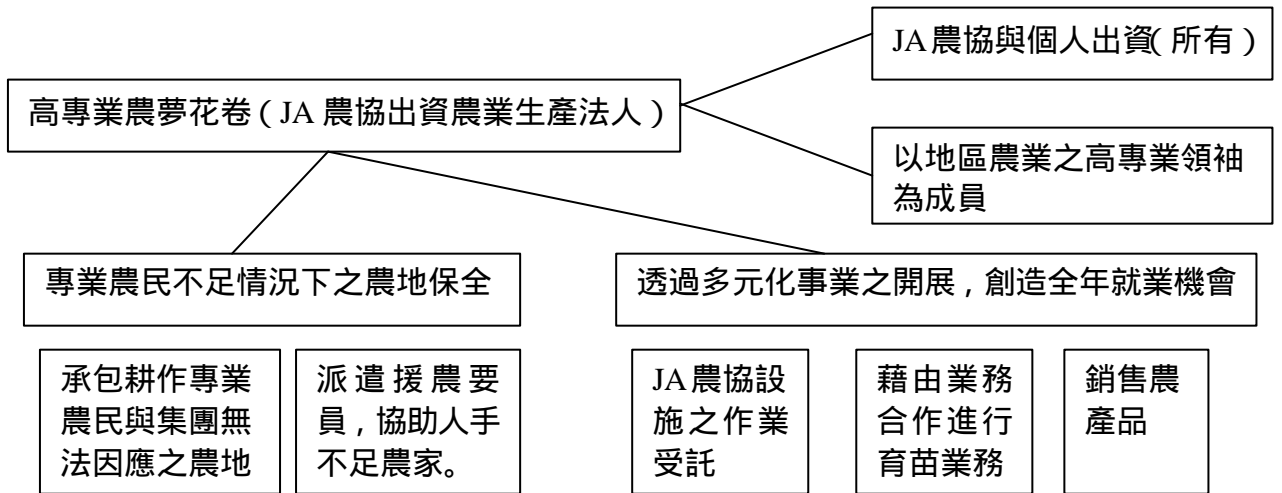 JA農協與個人出資(所有)
高專業農夢花卷(JA 農協出資農業生產法人)
以地區農業之高專業領袖
為成員
專業農民不足情況下之農地保全
透過多元化事業之開展,創造全年就業機會
承包耕作專業
農民與集團無
法因應之農地
派遣援農要
員,協助人手
不足農家。
JA農協設
施之作業
受託
藉由業務
合作進行
育苗業務
銷售農
產品